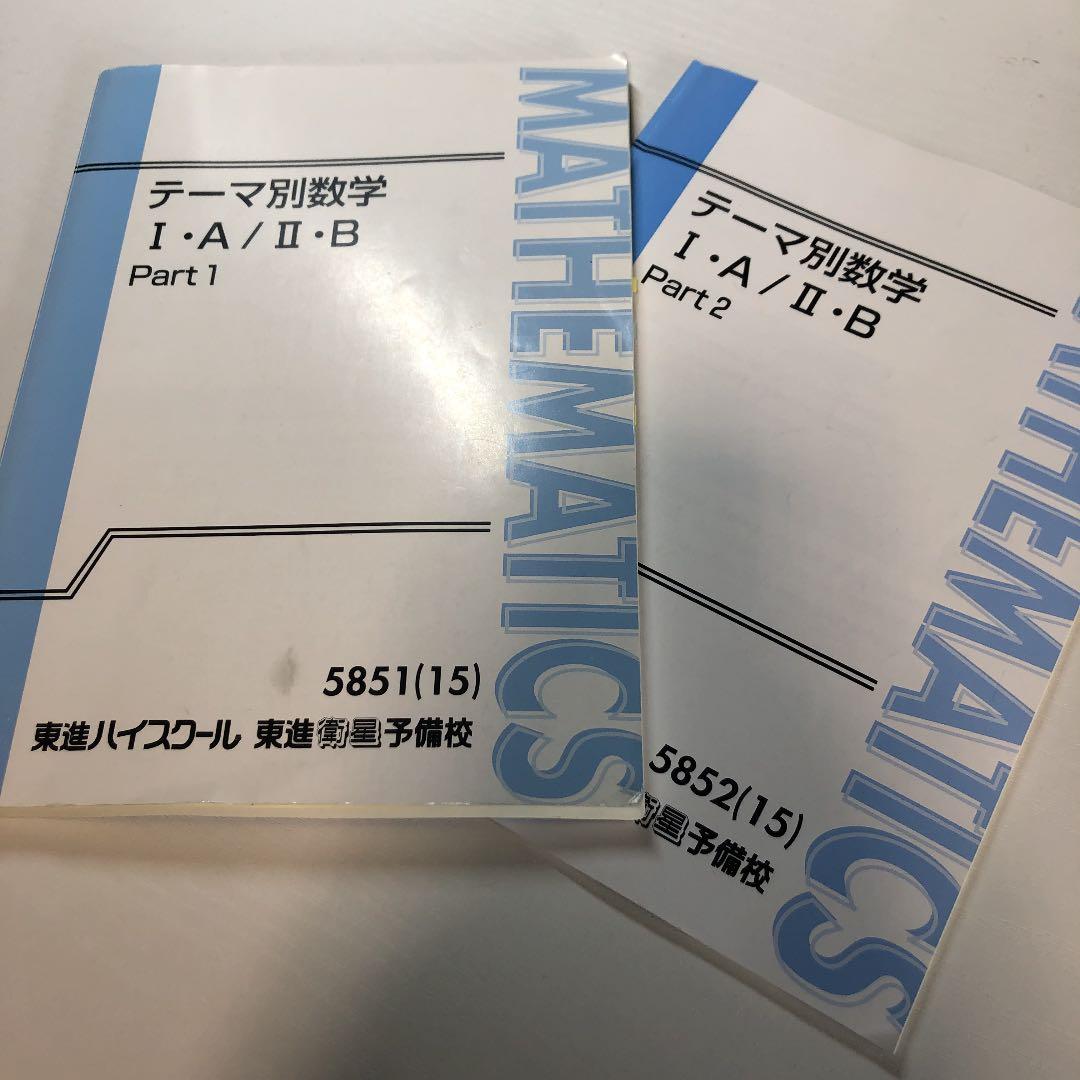 テーマ別数学
Ⅰ・A/Ⅱ・B
Part 1
MATHEMATICS
5851(15)
東進ハイスクール 東進衛星予備校
テーマ別数学
Ⅰ・A/Ⅱ・B
Part 2
THEMATICS
5852(15)
衛星予備校